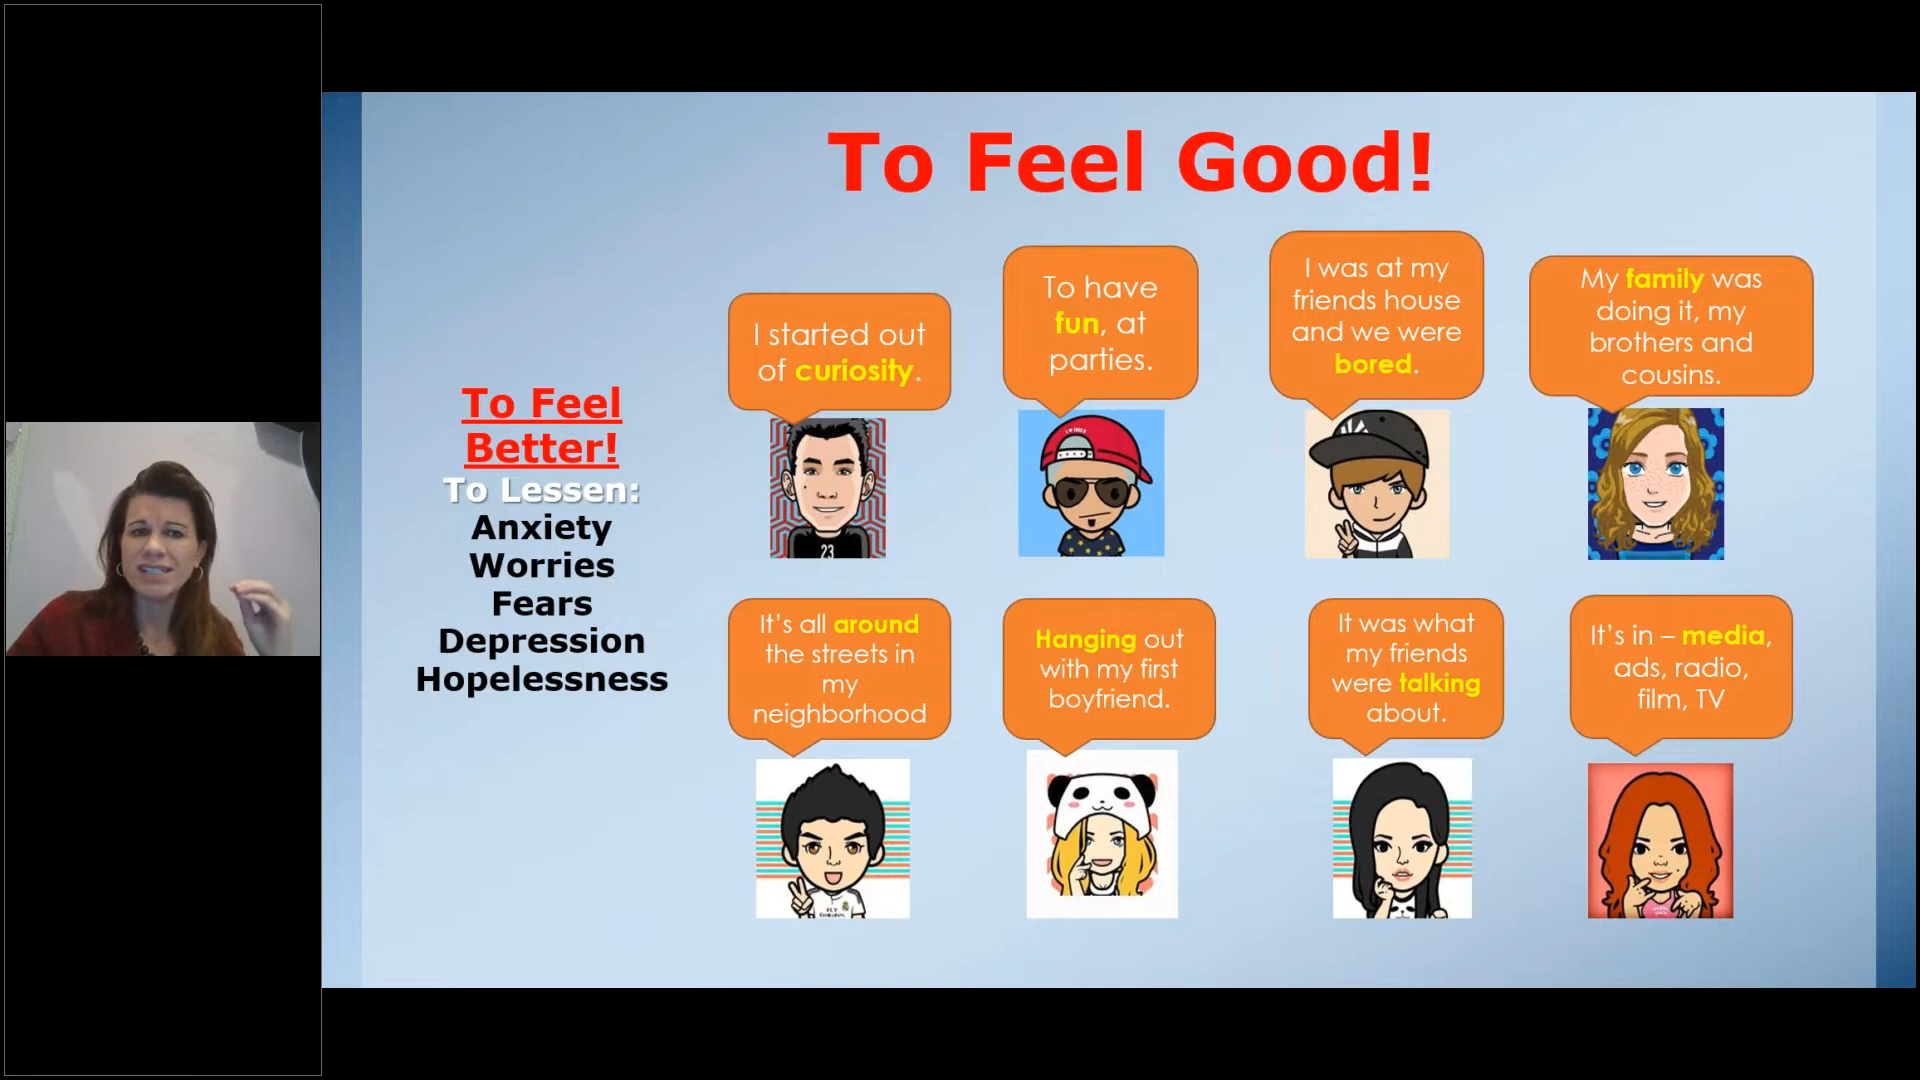 To Feel Good!
To Feel
Better!
To Lessen:
Anxiety
Worries
Fears
Depression
Hopelessness
I started out
of curiosity.
To have
fun, at
parties.
I was at my
friends house
and we were
bored.
My family was
doing it, my
brothers and
cousins.
23
It’s all around
the streets in
my
neighborhood
Hanging out
with my first
boyfriend.
It was what
my friends
were talking
about.
It’s in – media,
ads, radio,
film, TV